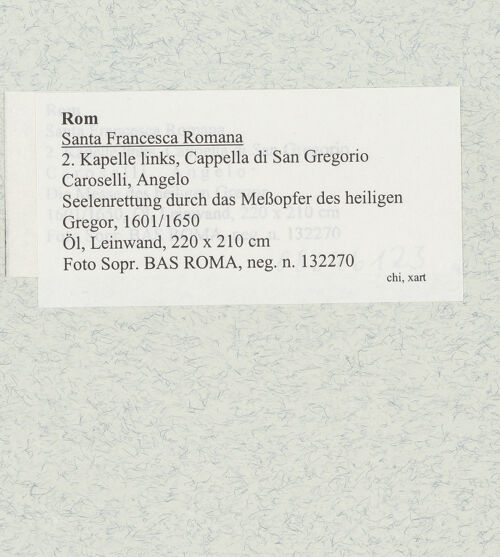 Rom
Santa Francesca Romana
2. Kapelle links, Cappella di San Gregorio
Caroselli, Angelo
Seelenrettung durch das Meßopfer des heiligen
Gregor, 1601/1650
Öl, Leinwand, 220 x 210 cm
Foto Sopr. BAS ROMA, neg. n. 132270
chi, xart